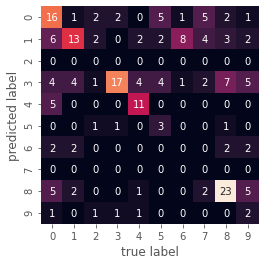 0 16 1 2 2 0 5 1 5 2 1
1 6 13 2 0 2 2 8 4 3 2
2 0 0 0 0 0 0 0 0 0 0
3 4 4 1 17 4 4 1 2 7 5
4 5 0 0 0 11 0 0 0 0 0
5 0 0 1 1 0 3 0 0 1 0
6 2 2 0 0 0 0 0 0 2 0
7 0 0 0 0 0 0 0 0 0 0
8 5 2 0 0 1 0 0 2 23 5
9 1 0 1 1 1 0 0 0 0 2
0 1 2 3 4 5 6 7 8 9
true label
predicted label